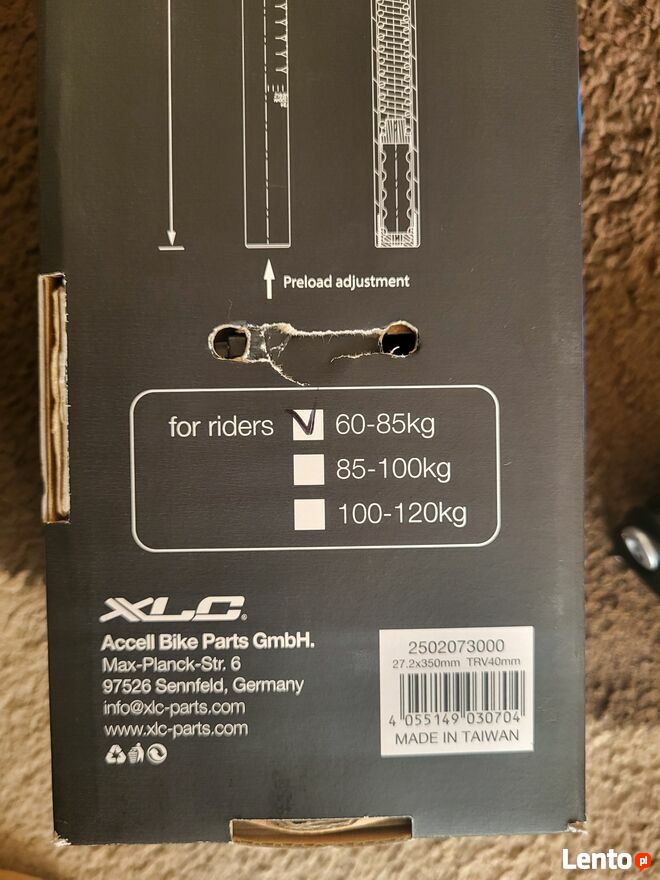 Preload adjustment
for riders 60-85kg
85-100kg
100-120kg
XLC®
Accell Bike Parts GmbH.
Max-Planck-Str. 6
97526 Sennfeld, Germany
info@xlc-parts.com
www.xlc-parts.com
2502073000
27.2x350mm TRV40mm
4 055149 030704
MADE IN TAIWAN
Lento pl